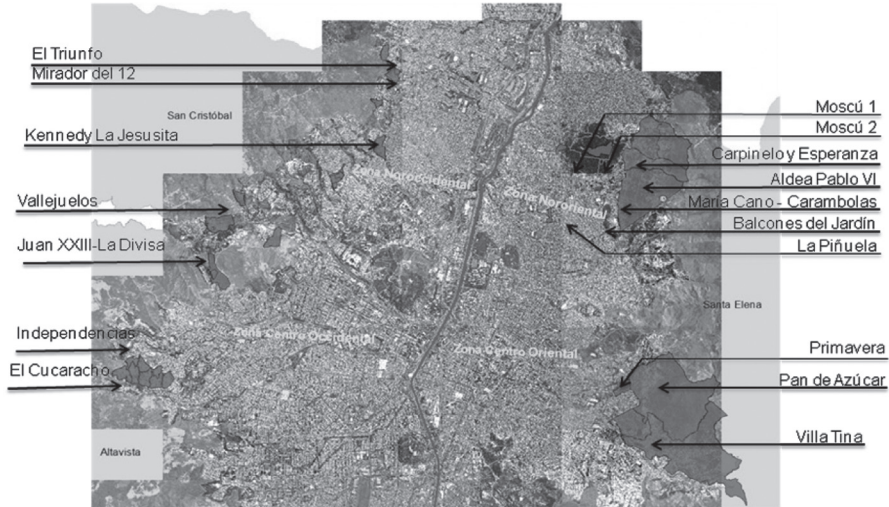 El Triunfo
Mirador del 12
San Cristóbal
Kennedy La Jesusita
Vallejuelos
Juan XXIII-La Divisa
Independencias
El Cucaracho
Altavista
Zona Noroccidental
Zona Nororiental
Zona Centro Occidental
Zona Centro Oriental
Moscú 1
Moscú 2
Carpinelo y Esperanza
Aldea Pablo VI
María Cano - Carambolas
Balcones del Jardín
La Piñuela
Santa Elena
Primavera
Pan de Azúcar
Villa Tina